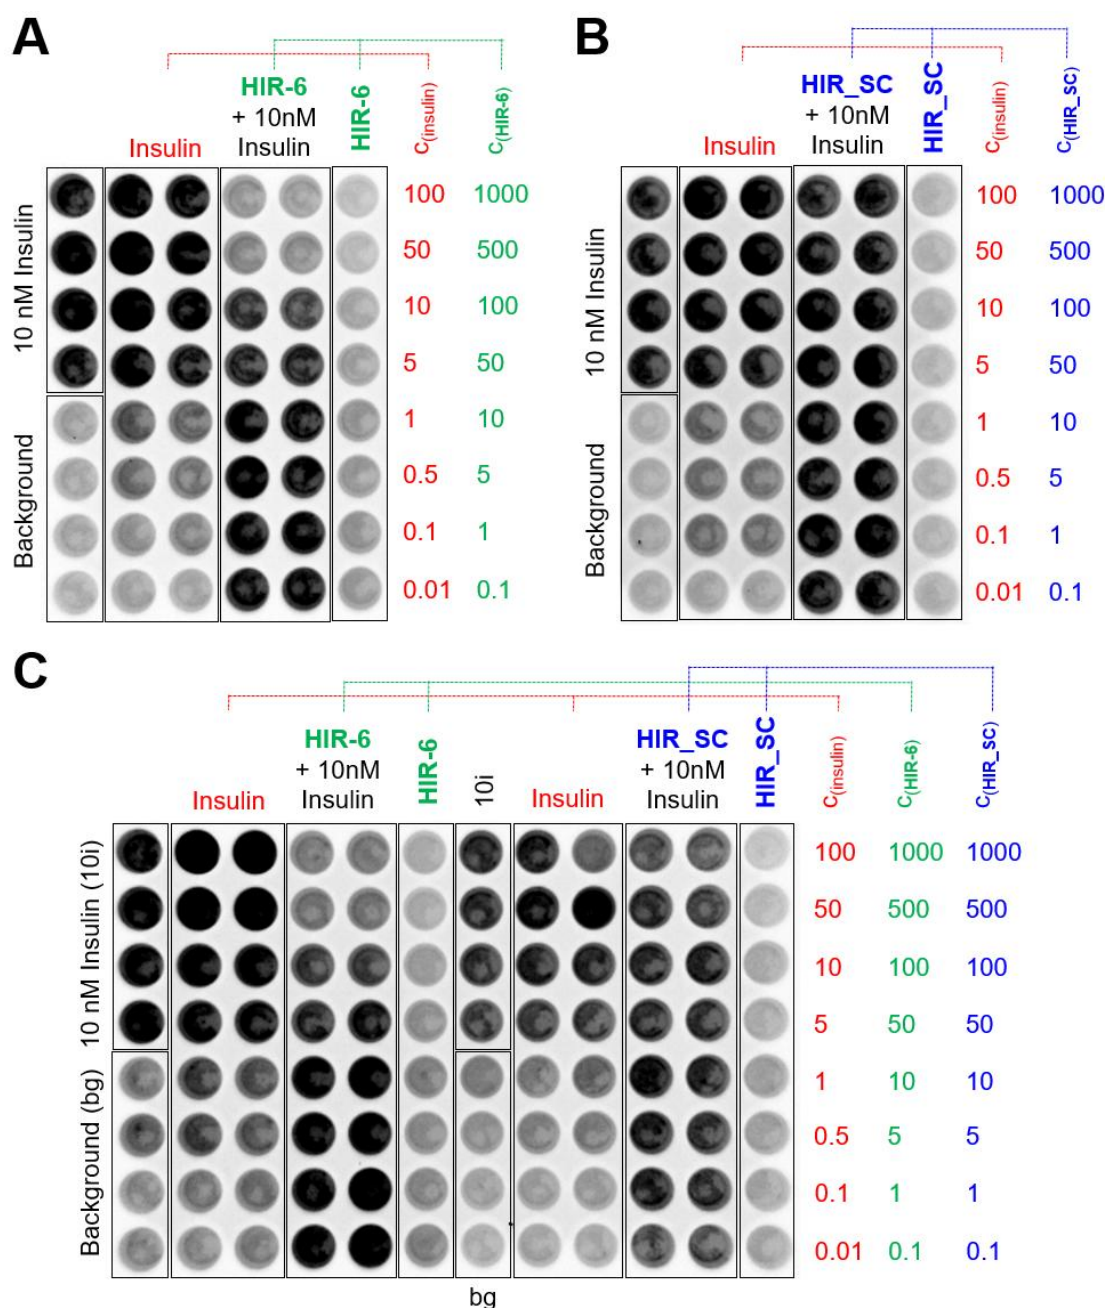 A
HIR-6
+ 10nM
Insulin
Insulin
HIR-6
C(insulin)
C(HIR-6)
10 nM Insulin
Background
100 1000
50 500
10 100
5 50
1 10
0.5 5
0.1 1
0.01 0.1
B
HIR_SC
+ 10nM
Insulin
Insulin
HIR_SC
C(insulin)
C(HIR_SC)
10 nM Insulin
Background
100 1000
50 500
10 100
5 50
1 10
0.5 5
0.1 1
0.01 0.1
C
Insulin
HIR-6
+ 10nM
Insulin
HIR-6
10i
Insulin
HIR_SC
+ 10nM
Insulin
HIR_SC
C(insulin)
C(HIR-6)
C(HIR_SC)
10 nM Insulin (10i)
Background (bg)
100 1000 1000
50 500 500
10 100 100
5 50 50
1 10 10
0.5 5 5
0.1 1 1
0.01 0.1 0.1
bg